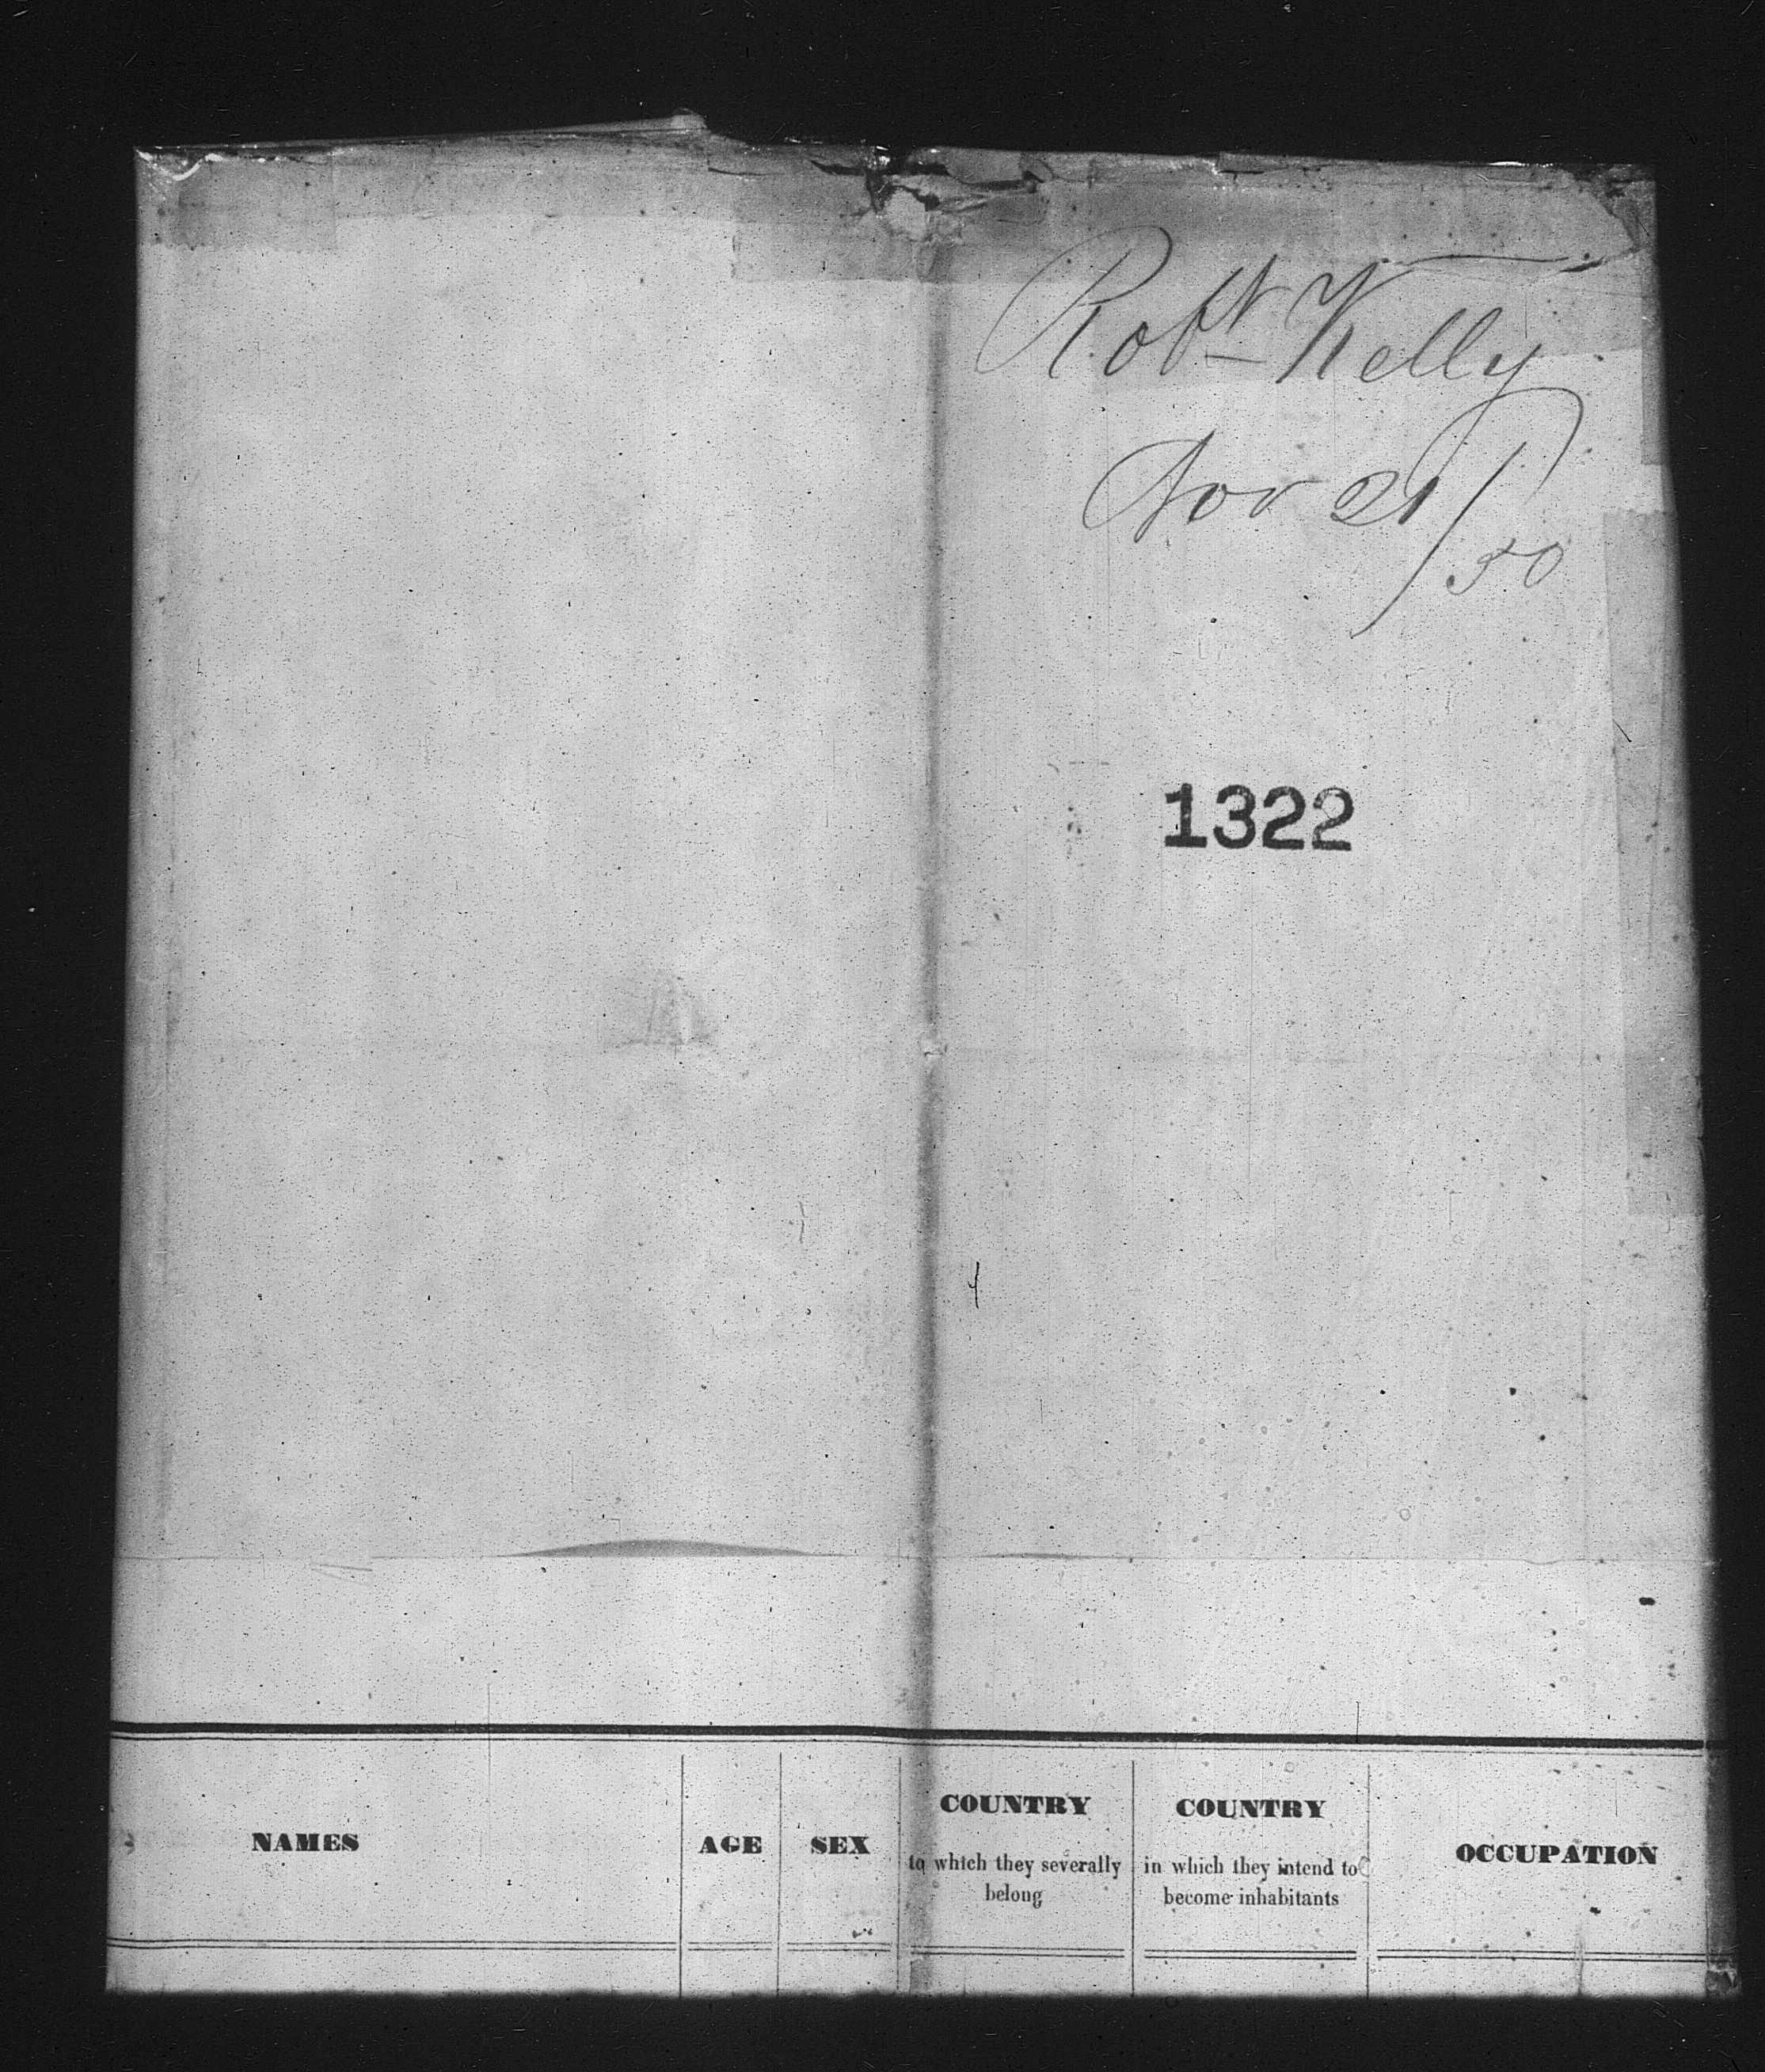 Robt Kelly
Nov 21/50
1322
NAMES
AGE
SEX
COUNTRY
to which they severally
belong
COUNTRY
in which they intend to
become inhabitants
OCCUPATION